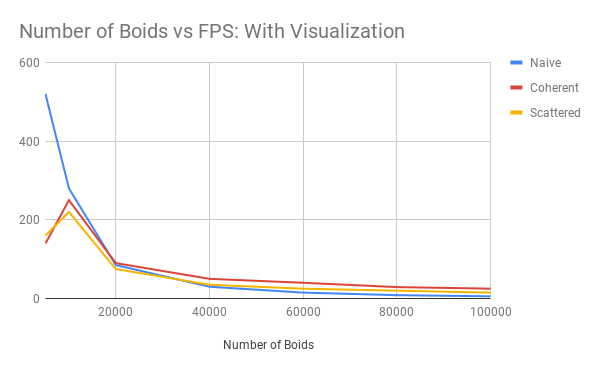 Number of Boids vs FPS: With Visualization
600
400
200
0
20000
40000
60000
80000
100000
Number of Boids
Naive
Coherent
Scattered